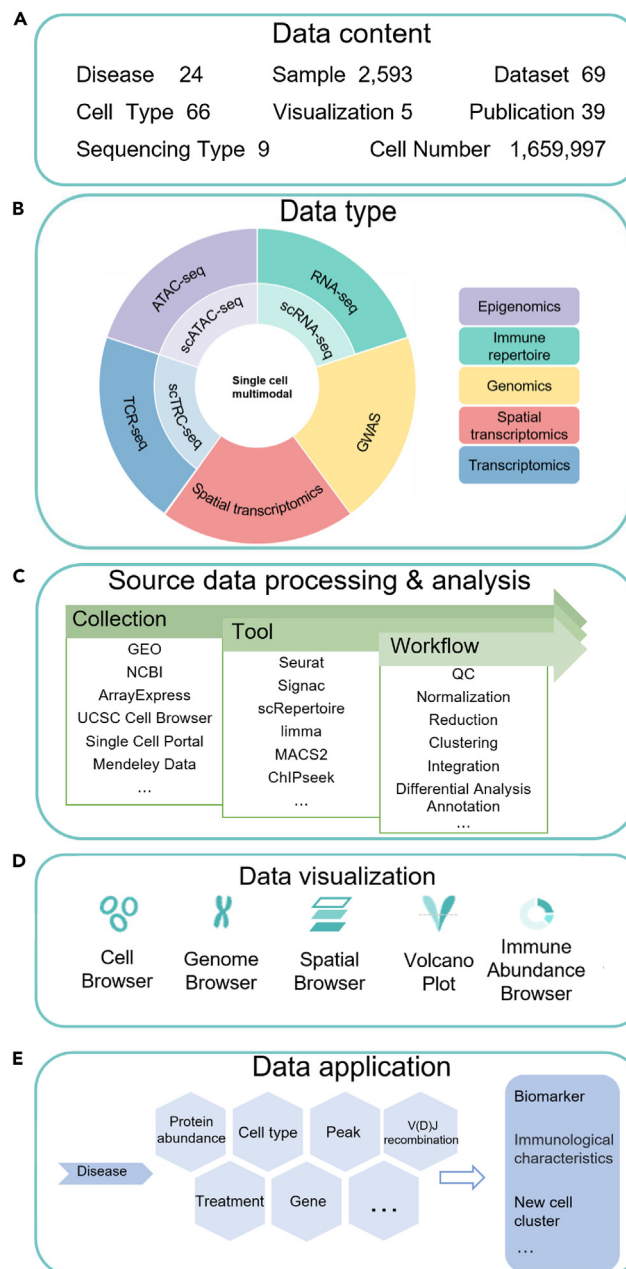 A
Data content
Disease 24 Sample 2,593 Dataset 69
Cell Type 66 Visualization 5 Publication 39
Sequencing Type 9 Cell Number 1,659,997
B
Data type
ATAC-seq
RNA-seq
scATAC-seq
scRNA-seq
Single cell
multimodal
TCR-seq
scTRC-seq
GWAS
Spatial transcriptomics
Epigenomics
Immune
repertoire
Genomics
Spatial
transcriptomics
Transcriptomics
C
Source data processing & analysis
Collection
GEO
NCBI
ArrayExpress
UCSC Cell Browser
Single Cell Portal
Mendeley Data
...
Tool
Seurat
Signac
scRepertoire
limma
MACS2
ChIPseek
...
Workflow
QC
Normalization
Reduction
Clustering
Integration
Differential Analysis
Annotation
...
D
Data visualization
Cell
Browser
Genome
Browser
Spatial
Browser
Volcano
Plot
Immune
Abundance
Browser
E
Data application
Disease
Protein
abundance
Cell type
Peak
V(D)J
recombination
Treatment
Gene
...
Biomarker
Immunological
characteristics
New cell
cluster
...